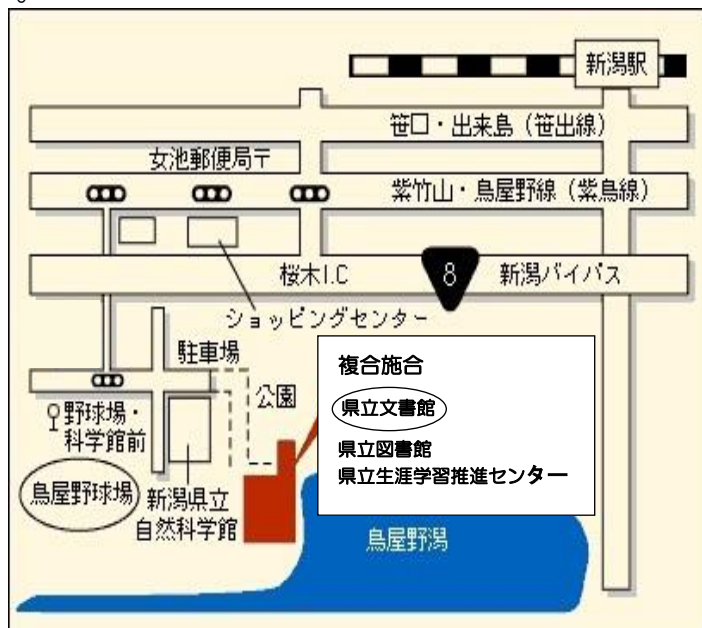 新潟駅
笹口・出来島（笹出線）
女池郵便局〒
紫竹山・鳥屋野線（紫鳥線）
桜木I.C
8
新潟バイパス
ショッピングセンター
駐車場
公園
複合施合
県立文書館
県立図書館
県立生涯学習推進センター
野球場・
科学館前
鳥屋野球場
新潟県立
自然科学館
鳥屋野潟